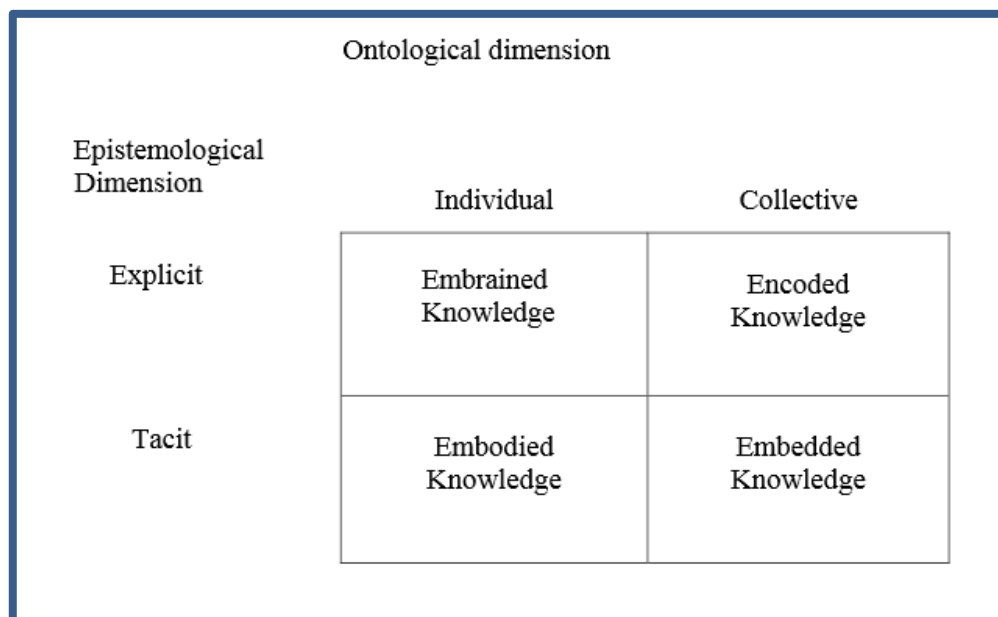 Ontological dimension
Epistemological
Dimension
Individual
Collective
Explicit
Embrained
Knowledge
Encoded
Knowledge
Tacit
Embodied
Knowledge
Embedded
Knowledge